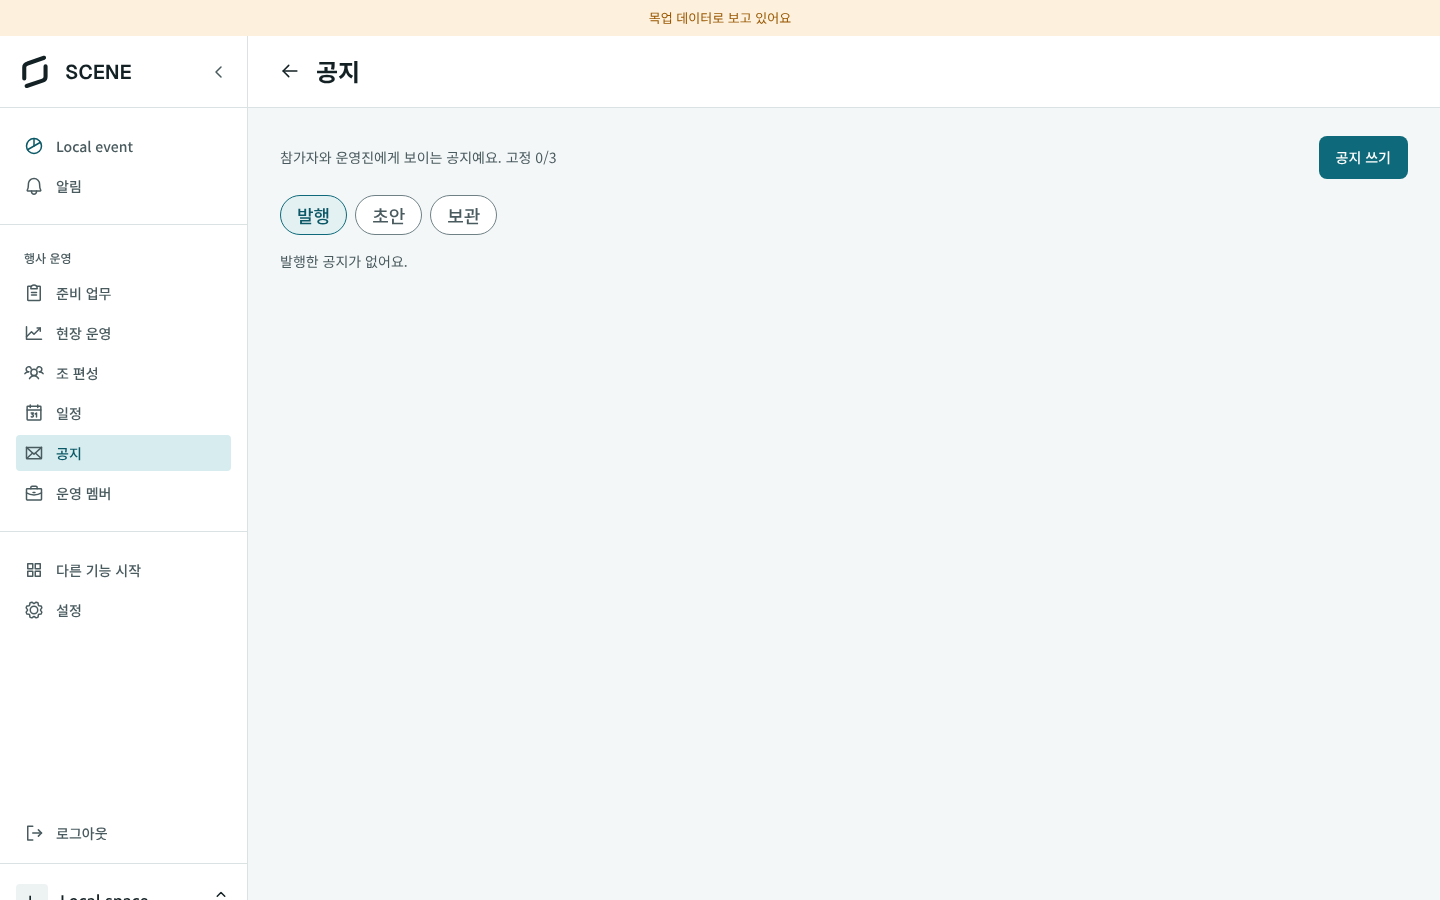 목업 데이터로 보고 있어요
SCENE
공지
Local event
알림
참가자와 운영진에게 보이는 공지예요. 고정 0/3
공지 쓰기
발행
초안
보관
발행한 공지가 없어요.
행사 운영
준비 업무
현장 운영
조 편성
일정
공지
운영 멤버
다른 기능 시작
설정
로그아웃
Local space